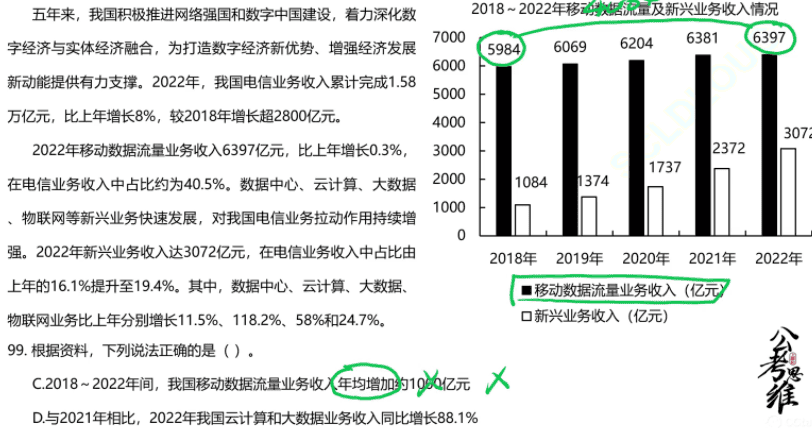 五年来，我国积极推进网络强国和数字中国建设，着力深化数
字经济与实体经济融合，为打造数字经济新优势、增强经济发展
新动能提供有力支撑。2022年，我国电信业务收入累计完成1.58
万亿元，比上年增长8%，较2018年增长超2800亿元。
2022年移动数据流量业务收入6397亿元，比上年增长0.3%，
在电信业务收入中占比约为40.5%。数据中心、云计算、大数据
、物联网等新兴业务快速发展，对我国电信业务拉动作用持续增
强。2022年新兴业务收入达3072亿元，在电信业务收入中占比由
上年的16.1%提升至19.4%。其中，数据中心、云计算、大数据、
物联网业务比上年分别增长11.5%、118.2%、58%和24.7%。
99. 根据资料，下列说法正确的是（ ）。
C.2018～2022年间，我国移动数据流量业务收入年均增加约1000亿元
D.与2021年相比，2022年我国云计算和大数据业务收入同比增长88.1%
2018～2022年移动数据流量及新兴业务收入情况
7000
6000
5000
4000
3000
2000
1000
0
5984 6069 6204 6381 6397
1084 1374 1737 2372 3072
2018年 2019年 2020年 2021年 2022年
移动数据流量业务收入（亿元）
新兴业务收入（亿元）
公考思维